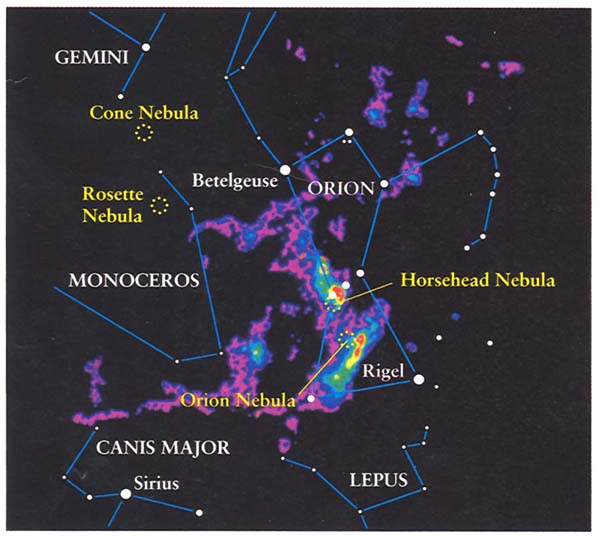 GEMINI
Cone Nebula
Betelgeuse
ORION
Rosette
Nebula
MONOCEROS
Horsehead Nebula
Rigel
Orion Nebula
CANIS MAJOR
Sirius
LEPUS